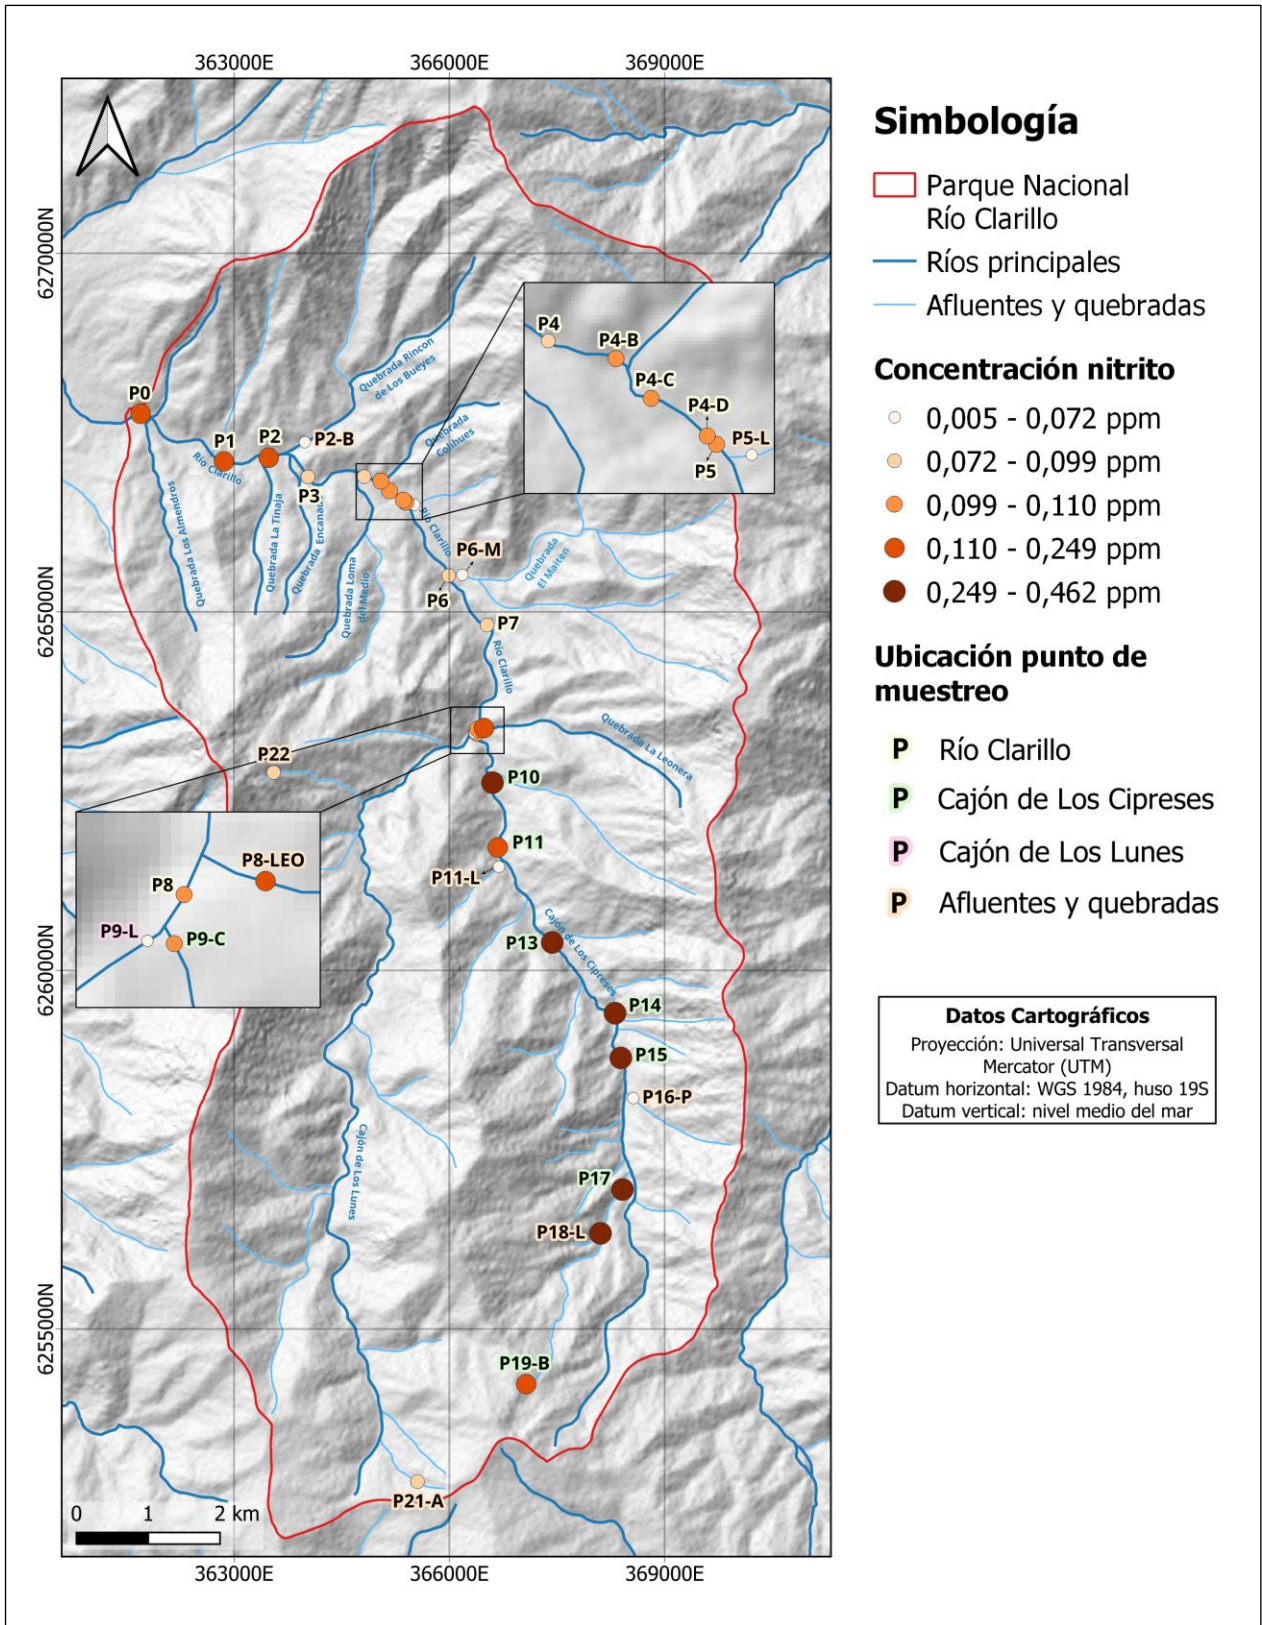 363000E
366000E
369000E
6270000N
6265000N
6260000N
6255000N
363000E
366000E
369000E
P0
P1
P2
P2-B
P3
Quebrada Rincon
de Los Bueyes
Quebrada
Colihues
Río Clarillo
Quebrada Los Almendros
Quebrada La Tinaja
Quebrada Encanad
Quebrada Loma
del Medio
P4
P4-B
P4-C
P4-D
P5-L
P5
Río Clarillo
P6-M
P6
Quebrada
El Maiten
P7
Río Clarillo
Quebrada La Leonera
P22
P10
P11
P11-L
P8-LEO
P8
P9-L
P9-C
Cajón de Los Cipreses
P13
P14
P15
P16-P
Cajón de Los Lunes
P17
P18-L
P19-B
P21-A
0 1 2 km
Simbología
Parque Nacional
Río Clarillo
Ríos principales
Afluentes y quebradas
Concentración nitrito
0,005 - 0,072 ppm
0,072 - 0,099 ppm
0,099 - 0,110 ppm
0,110 - 0,249 ppm
0,249 - 0,462 ppm
Ubicación punto de
muestreo
P Río Clarillo
P Cajón de Los Cipreses
P Cajón de Los Lunes
P Afluentes y quebradas
Datos Cartográficos
Proyección: Universal Transversal
Mercator (UTM)
Datum horizontal: WGS 1984, huso 19S
Datum vertical: nivel medio del mar